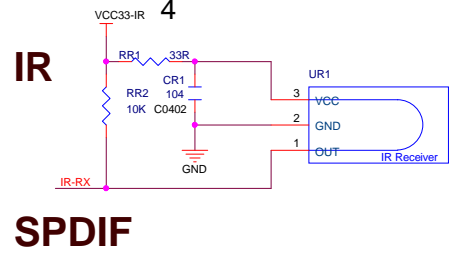 VCC33-IR 4
IR
RR1 33R
UR1
CR1
RR2 104
10K C0402
3 VCC
2 GND
1 OUT
IR Receiver
GND
IR-RX
SPDIF